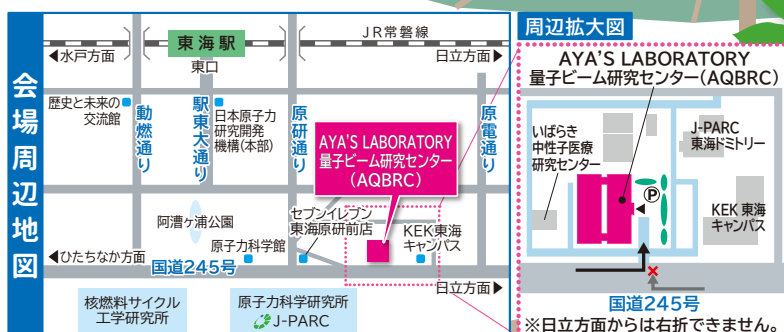 会場周辺地図
◀水戸方面
東海駅
東口
JR常磐線
日立方面▶
歴史と未来の
交流館
動燃通り
駅東大通り
日本原子力
研究開発
機構(本部)
原研通り
原電通り
AYA'S LABORATORY
量子ビーム研究センター
(AQBRC)
阿漕ヶ浦公園
原子力科学館
セブンイレブン
東海原研前店
KEK東海
キャンパス
◀ひたちなか方面
国道245号
日立方面▶
核燃料サイクル
工学研究所
原子力科学研究所
J-PARC
周辺拡大図
AYA'S LABORATORY
量子ビーム研究センター(AQBRC)
いばらき
中性子医療
研究センター
J-PARC
東海ドミトリー
P
KEK 東海
キャンパス
国道245号
※日立方面からは右折できません。